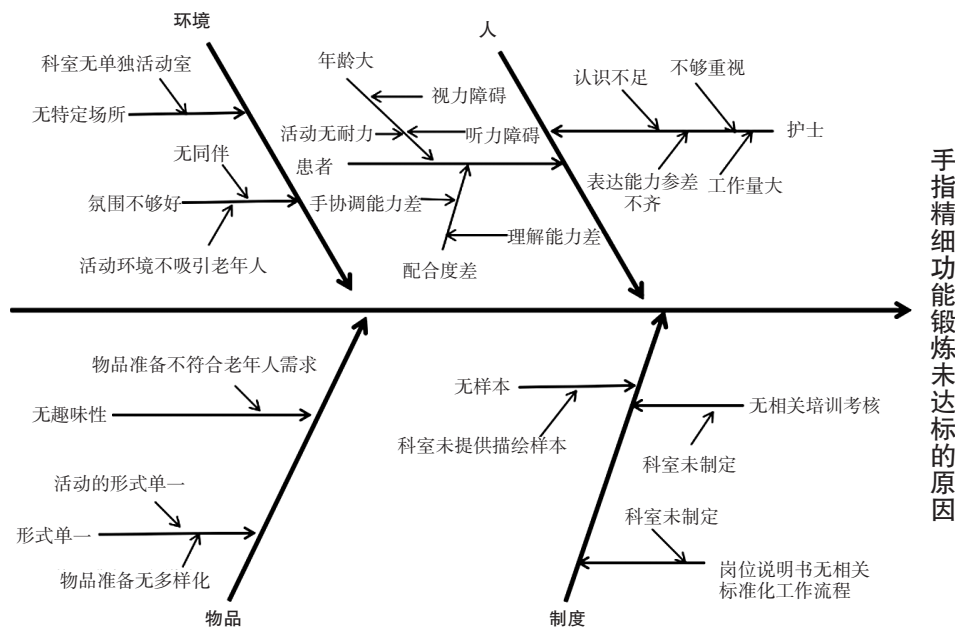 环境
科室无单独活动室
无特定场所
无同伴
氛围不够好
活动环境不吸引老年人
人
年龄大
视力障碍
活动无耐力
听力障碍
患者
手协调能力差
理解能力差
配合度差
认识不足
不够重视
护士
表达能力参差
不齐
工作量大
手指精细功能锻炼未达标的原因
物品准备不符合老年人需求
无趣味性
活动的形式单一
形式单一
物品准备无多样化
物品
无样本
科室未提供描绘样本
无相关培训考核
科室未制定
科室未制定
岗位说明书无相关
标准化工作流程
制度